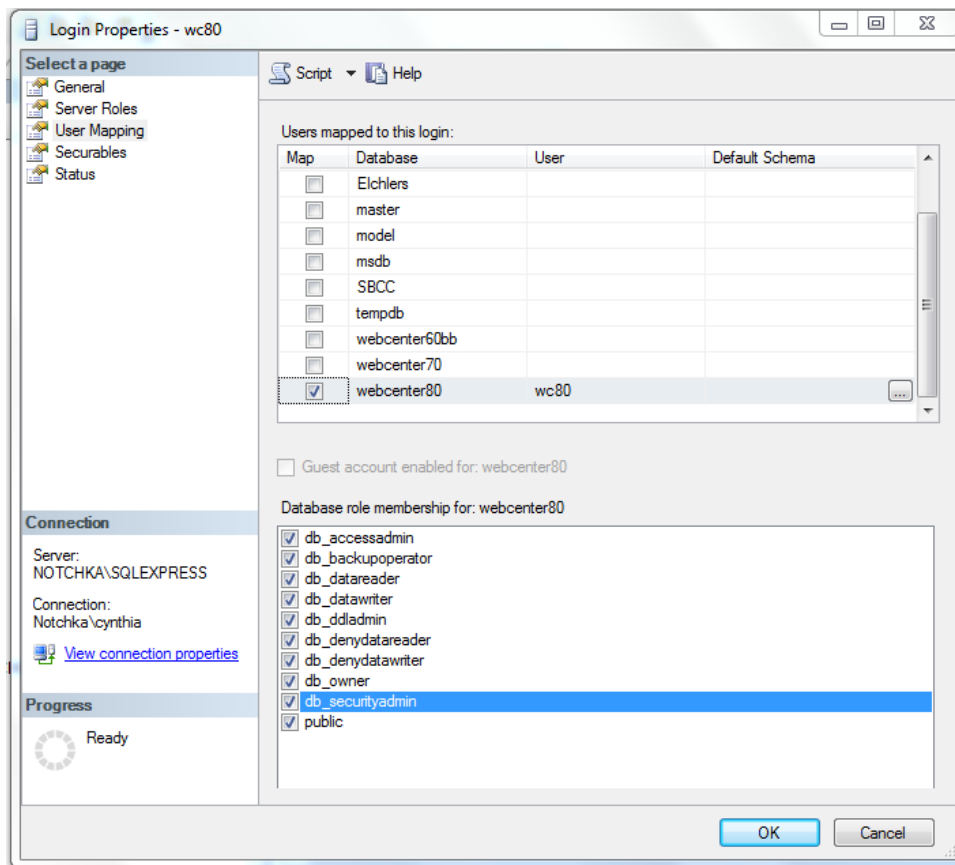 Login Properties - wc80
Select a page
General
Server Roles
User Mapping
Securables
Status
Script Help
Users mapped to this login:
Map Database User Default Schema
Elchlers
master
model
msdb
SBCC
tempdb
webcenter60bb
webcenter70
webcenter80 wc80 ...
Guest account enabled for: webcenter80
Database role membership for: webcenter80
db_accessadmin
db_backupoperator
db_datareader
db_datawriter
db_ddladmin
db_denydatareader
db_denydatawriter
db_owner
db_securityadmin
public
Connection
Server:
NOTCHKA\SQLEXPRESS
Connection:
Notchka\cynthia
View connection properties
Progress
Ready
OK Cancel